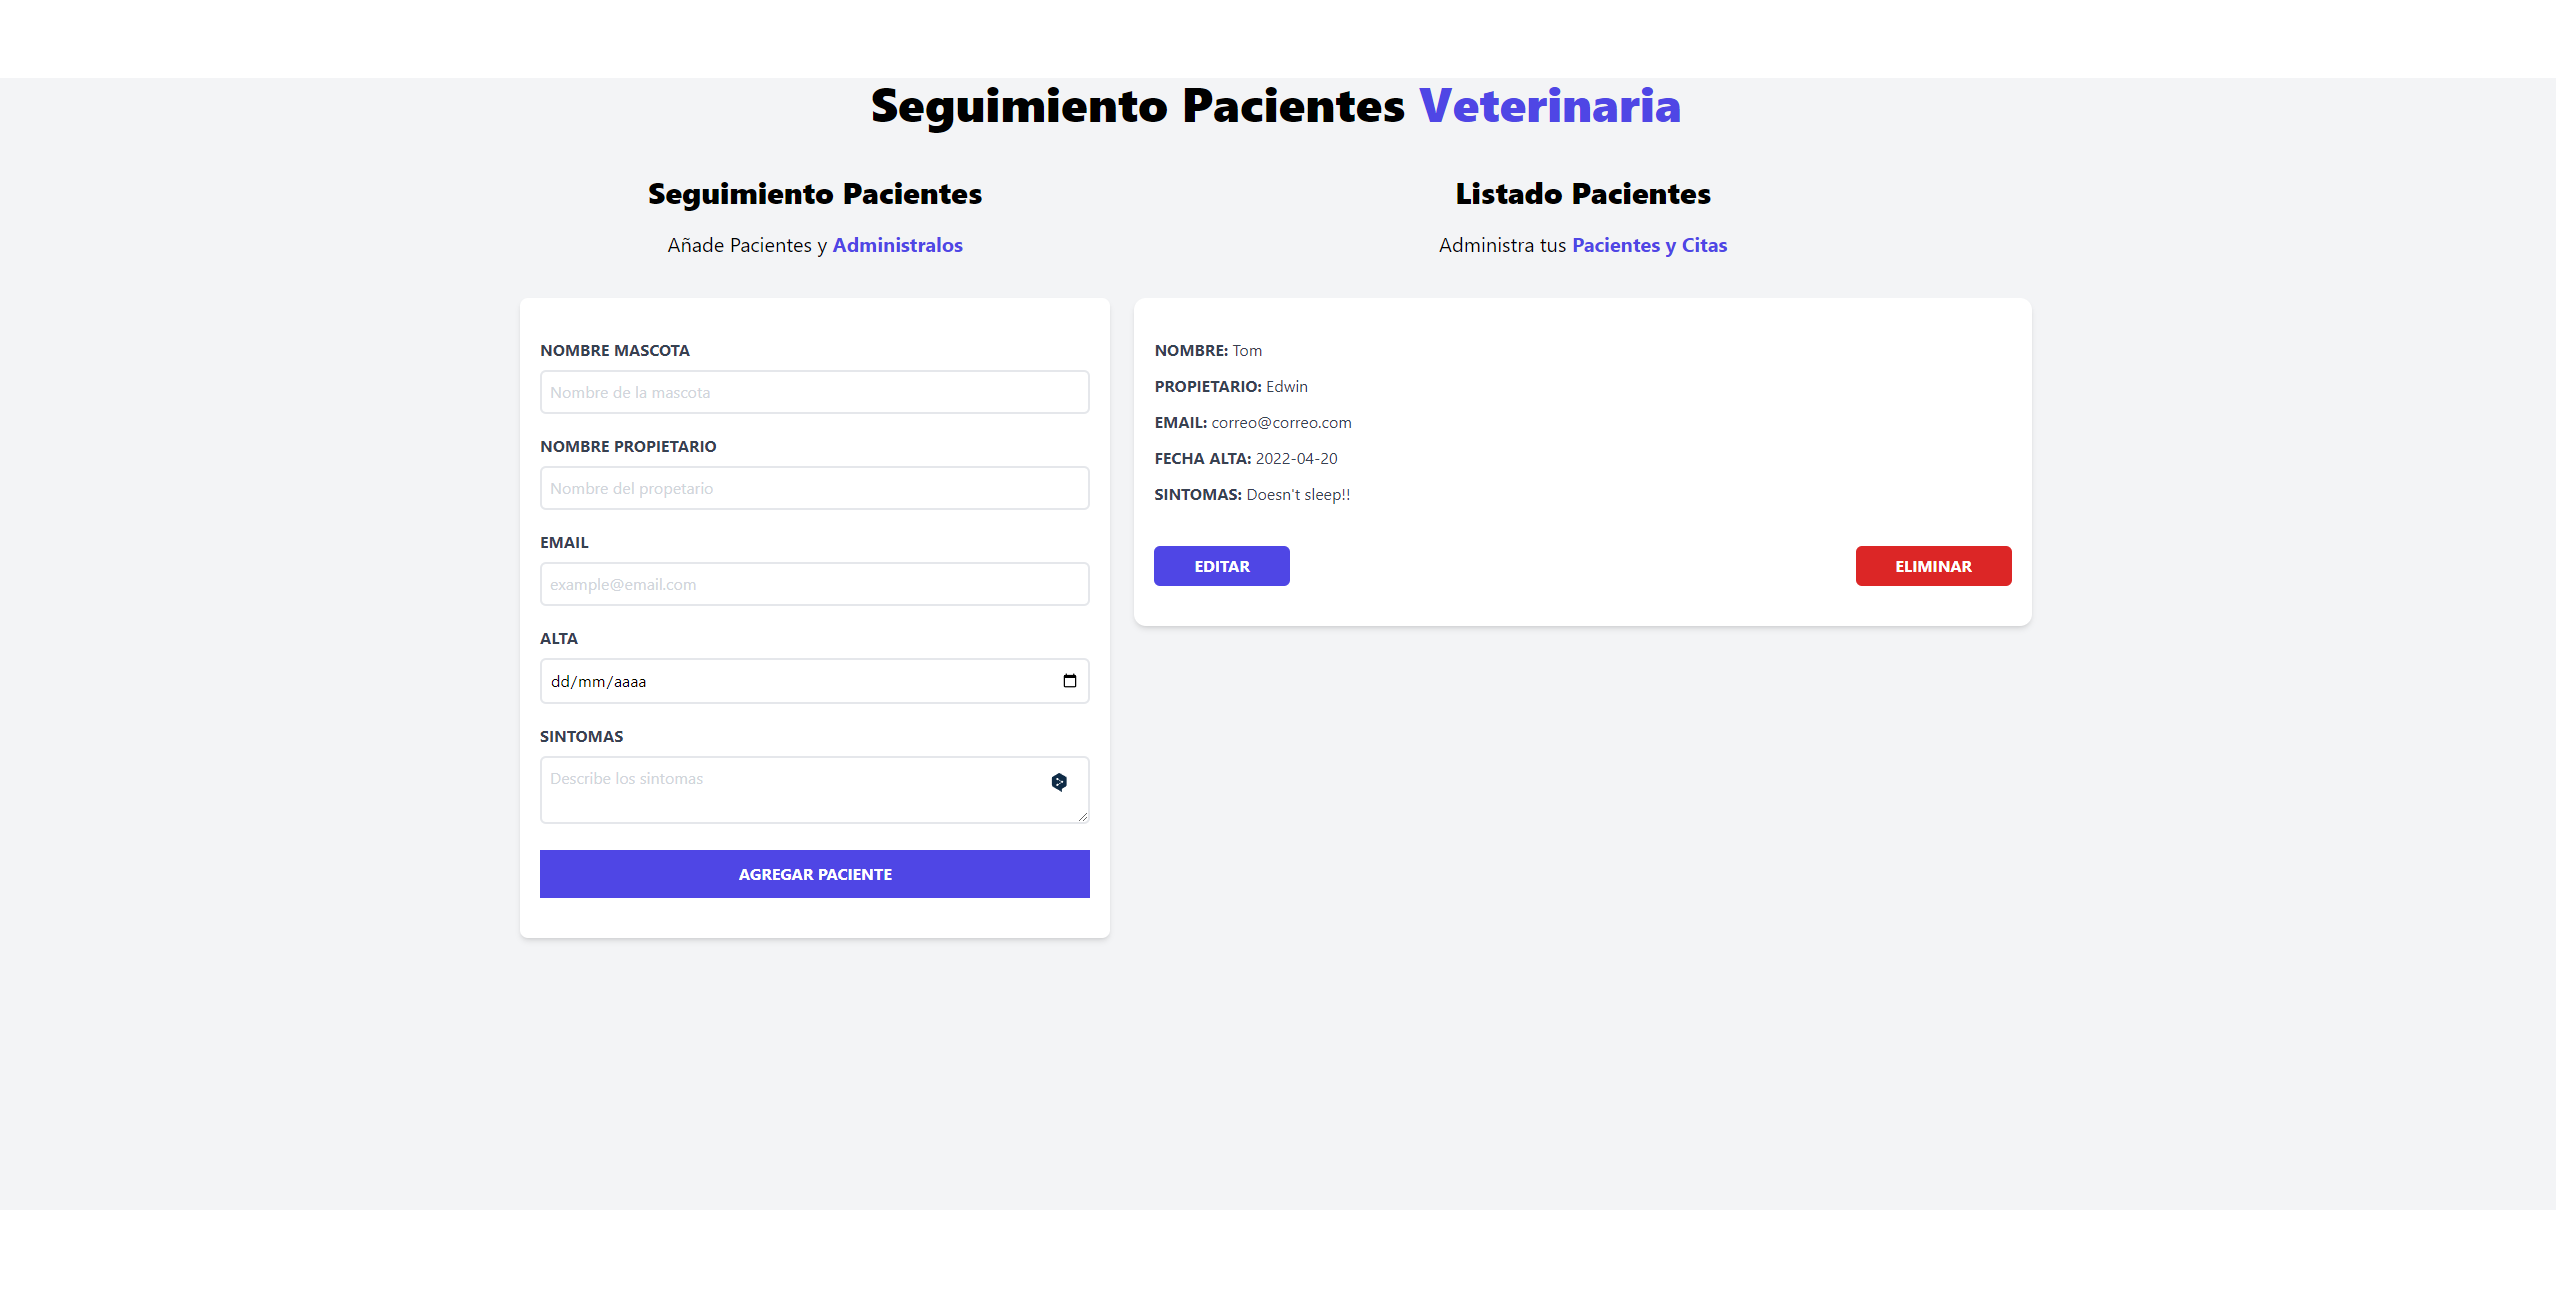 Seguimiento Pacientes Veterinaria
Seguimiento Pacientes
Añade Pacientes y Administralos
NOMBRE MASCOTA
Nombre de la mascota
NOMBRE PROPIETARIO
Nombre del propetario
EMAIL
example@email.com
ALTA
dd/mm/aaaa
SINTOMAS
Describe los sintomas
AGREGAR PACIENTE
Listado Pacientes
Administra tus Pacientes y Citas
NOMBRE: Tom
PROPIETARIO: Edwin
EMAIL: correo@correo.com
FECHA ALTA: 2022-04-20
SINTOMAS: Doesn't sleep!!
EDITAR
ELIMINAR